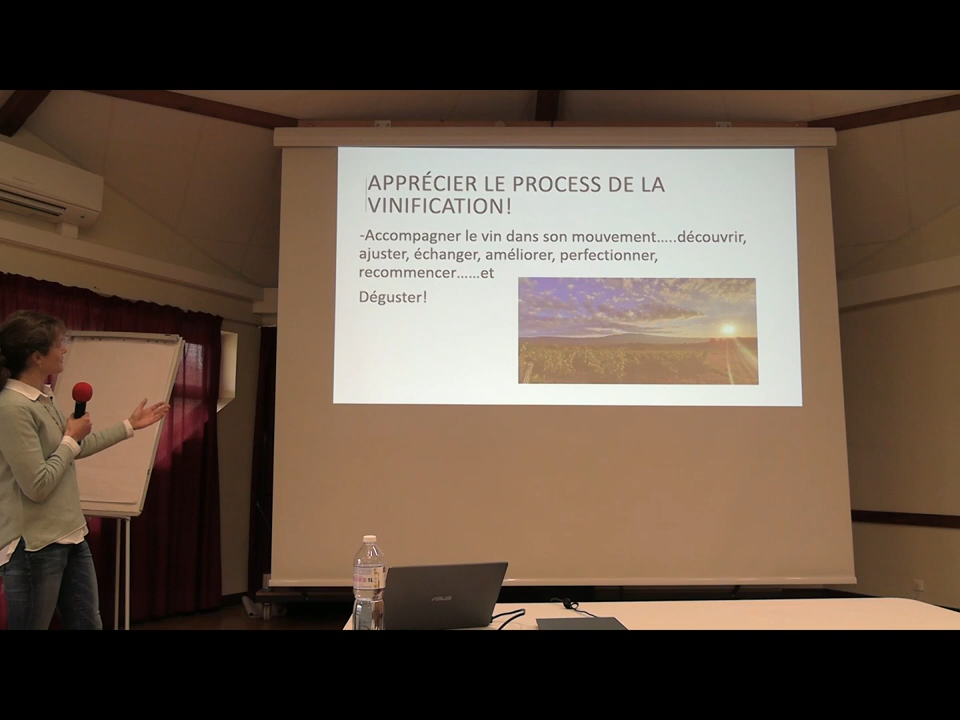 APPRÉCIER LE PROCESS DE LA
VINIFICATION!
-Accompagner le vin dans son mouvement.....découvrir,
ajuster, échanger, améliorer, perfectionner,
recommencer......et
Déguster!
ASUS